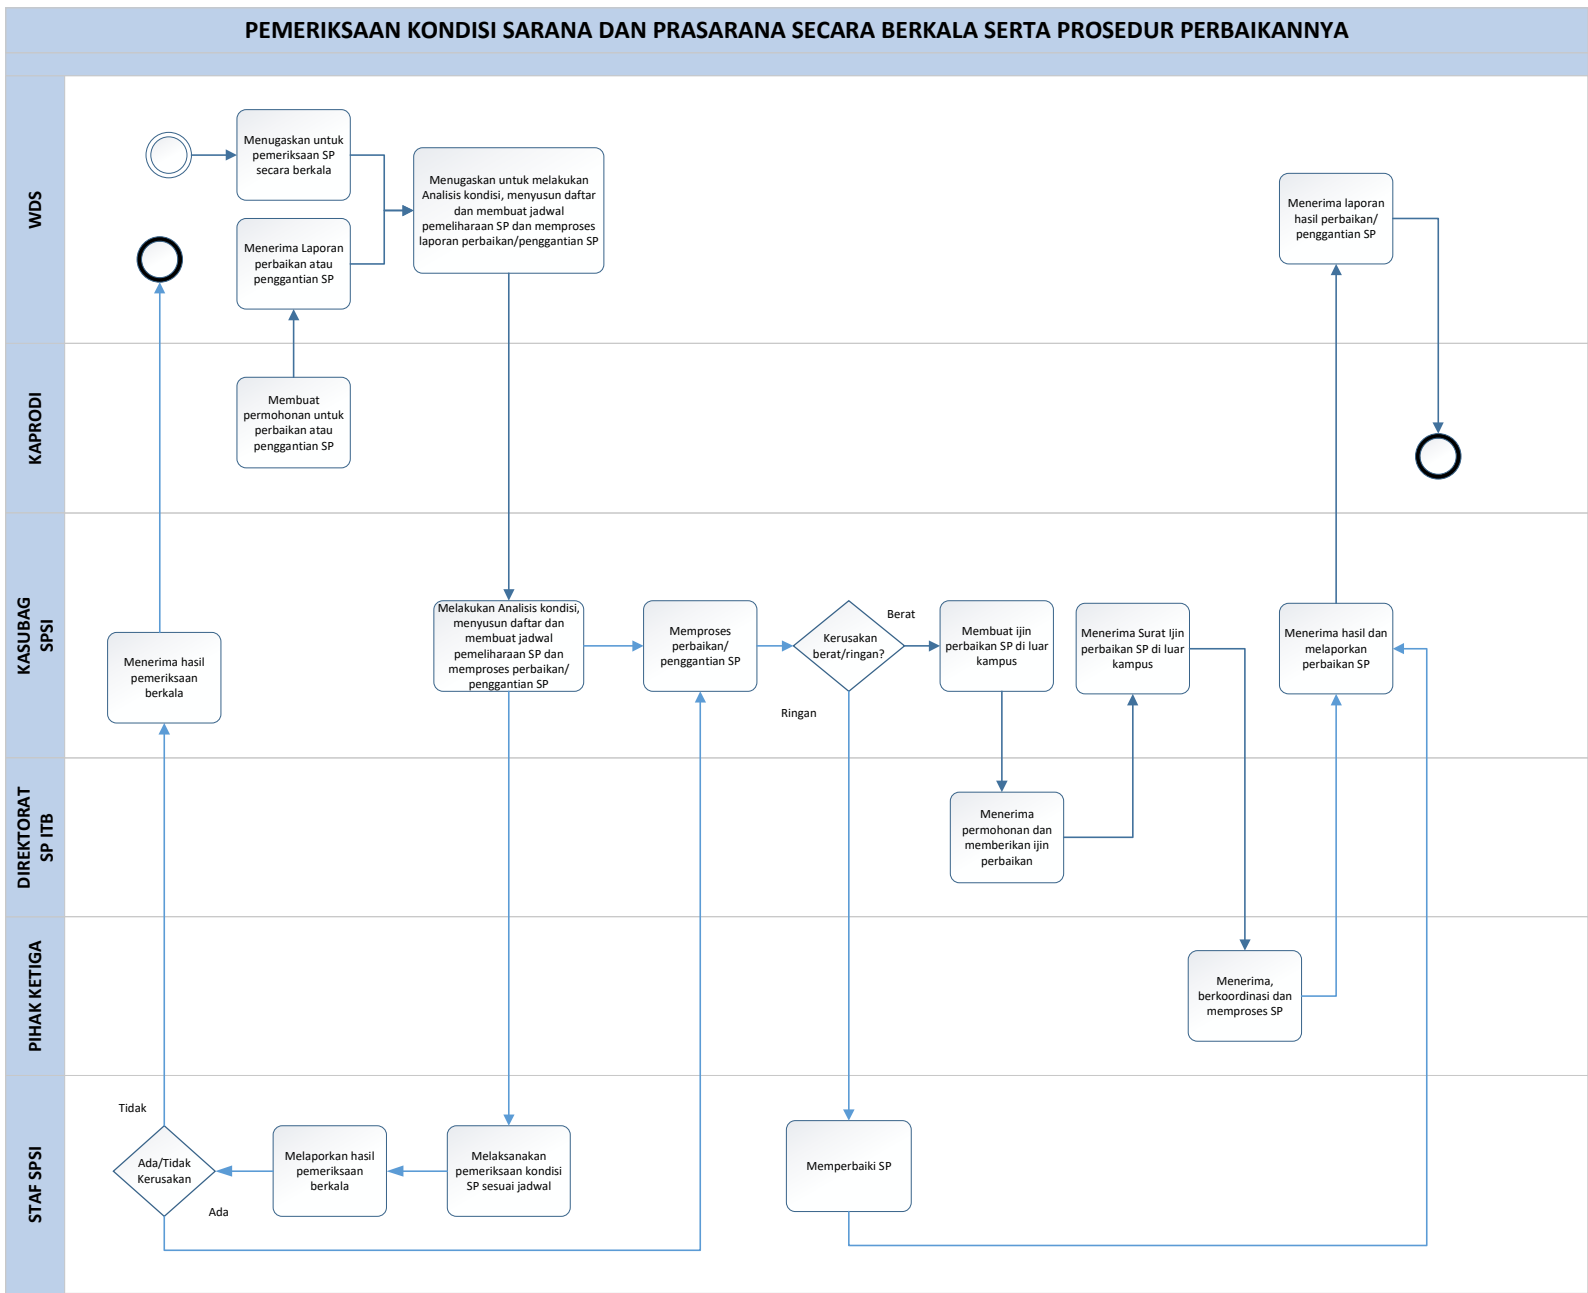 PEMERIKSAAN KONDISI SARANA DAN PRASARANA SECARA BERKALA SERTA PROSEDUR PERBAIKANNYA
WDS
Menugaskan untuk
pemeriksaan SP
secara berkala
Menugaskan untuk melakukan
Analisis kondisi, menyusun daftar
dan membuat jadwal
pemeliharaan SP dan memproses
laporan perbaikan/penggantian SP
Menerima Laporan
perbaikan atau
penggantian SP
Menerima laporan
hasil perbaikan/
penggantian SP
KAPRODI
Membuat
permohonan untuk
perbaikan atau
penggantian SP
KASUBAG
SPSI
Menerima hasil
pemeriksaan
berkala
Melakukan Analisis kondisi,
menyusun daftar dan
membuat jadwal
pemeliharaan SP dan
memproses perbaikan/
penggantian SP
Memproses
perbaikan/
penggantian SP
Kerusakan
berat/ringan?
Berat
Ringan
Membuat ijin
perbaikan SP di luar
kampus
Menerima Surat Ijin
perbaikan SP di luar
kampus
Menerima hasil dan
melaporkan
perbaikan SP
DIREKTORAT
SP ITB
Menerima
permohonan dan
memberikan ijin
perbaikan
PIHAK KETIGA
Menerima,
berkoordinasi dan
memproses SP
STAF SPSI
Tidak
Ada/Tidak
Kerusakan
Ada
Melaporkan hasil
pemeriksaan
berkala
Melaksanakan
pemeriksaan kondisi
SP sesuai jadwal
Memperbaiki SP